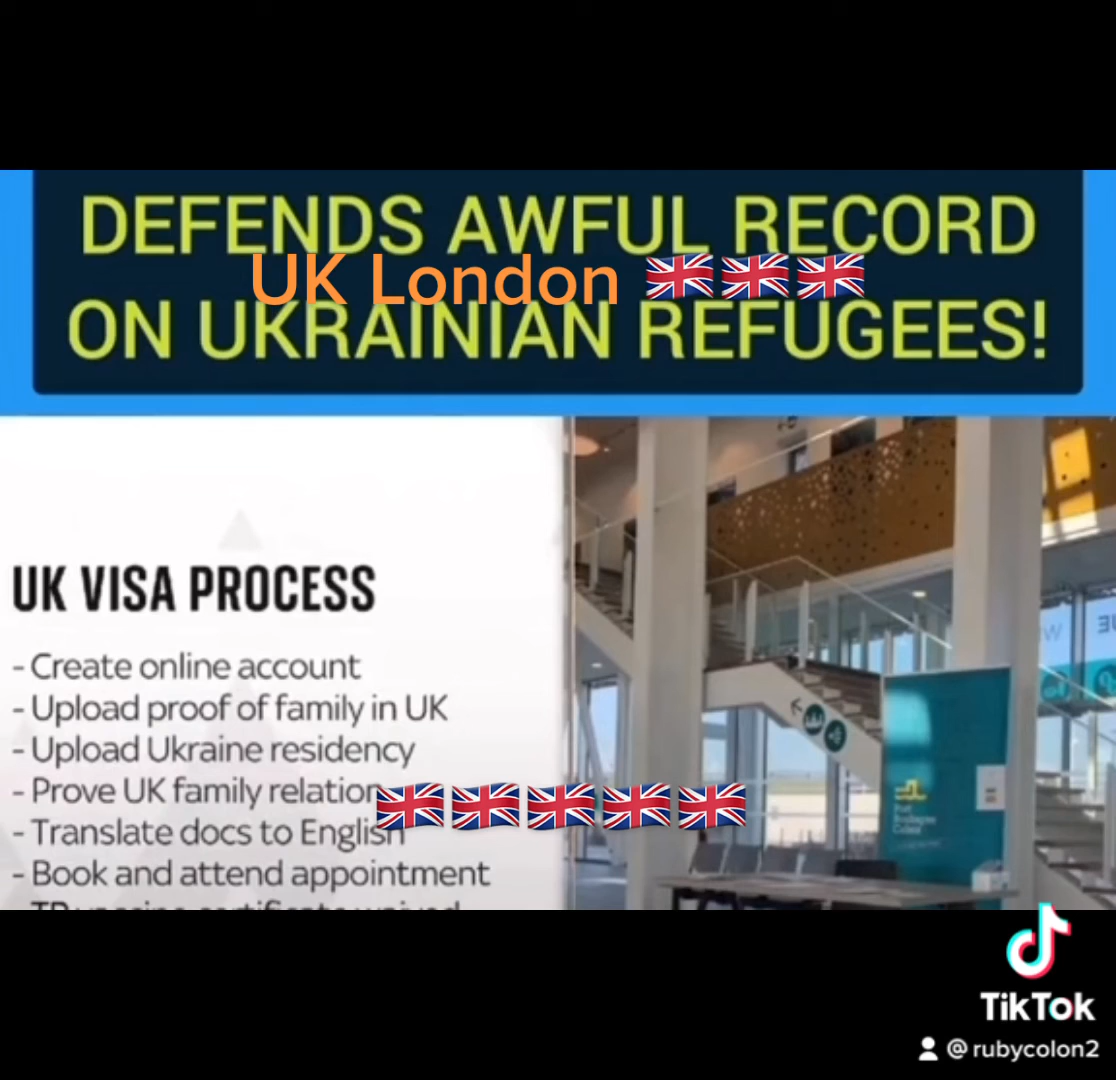 DEFENDS AWFUL RECORD
UK London 🇬🇧🇬🇧🇬🇧
ON UKRAINIAN REFUGEES!
UK VISA PROCESS
- Create online account
- Upload proof of family in UK
- Upload Ukraine residency
- Prove UK family relation
🇬🇧🇬🇧🇬🇧🇬🇧🇬🇧
- Translate docs to English
- Book and attend appointment
TikTok
@rubycolon2